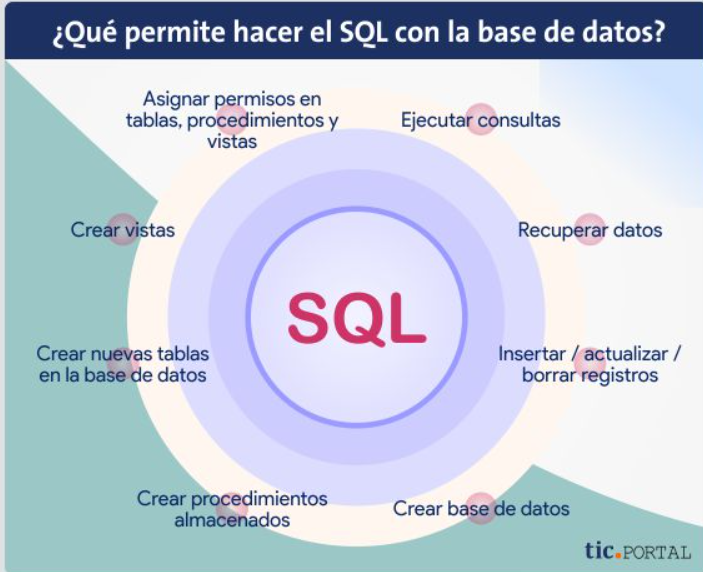 ¿Qué permite hacer el SQL con la base de datos?
Asignar permisos en
tablas, procedimientos y
vistas
Ejecutar consultas
Crear vistas
Recuperar datos
SQL
Crear nuevas tablas
en la base de datos
Insertar / actualizar /
borrar registros
Crear procedimientos
almacenados
Crear base de datos
tic.PORTAL